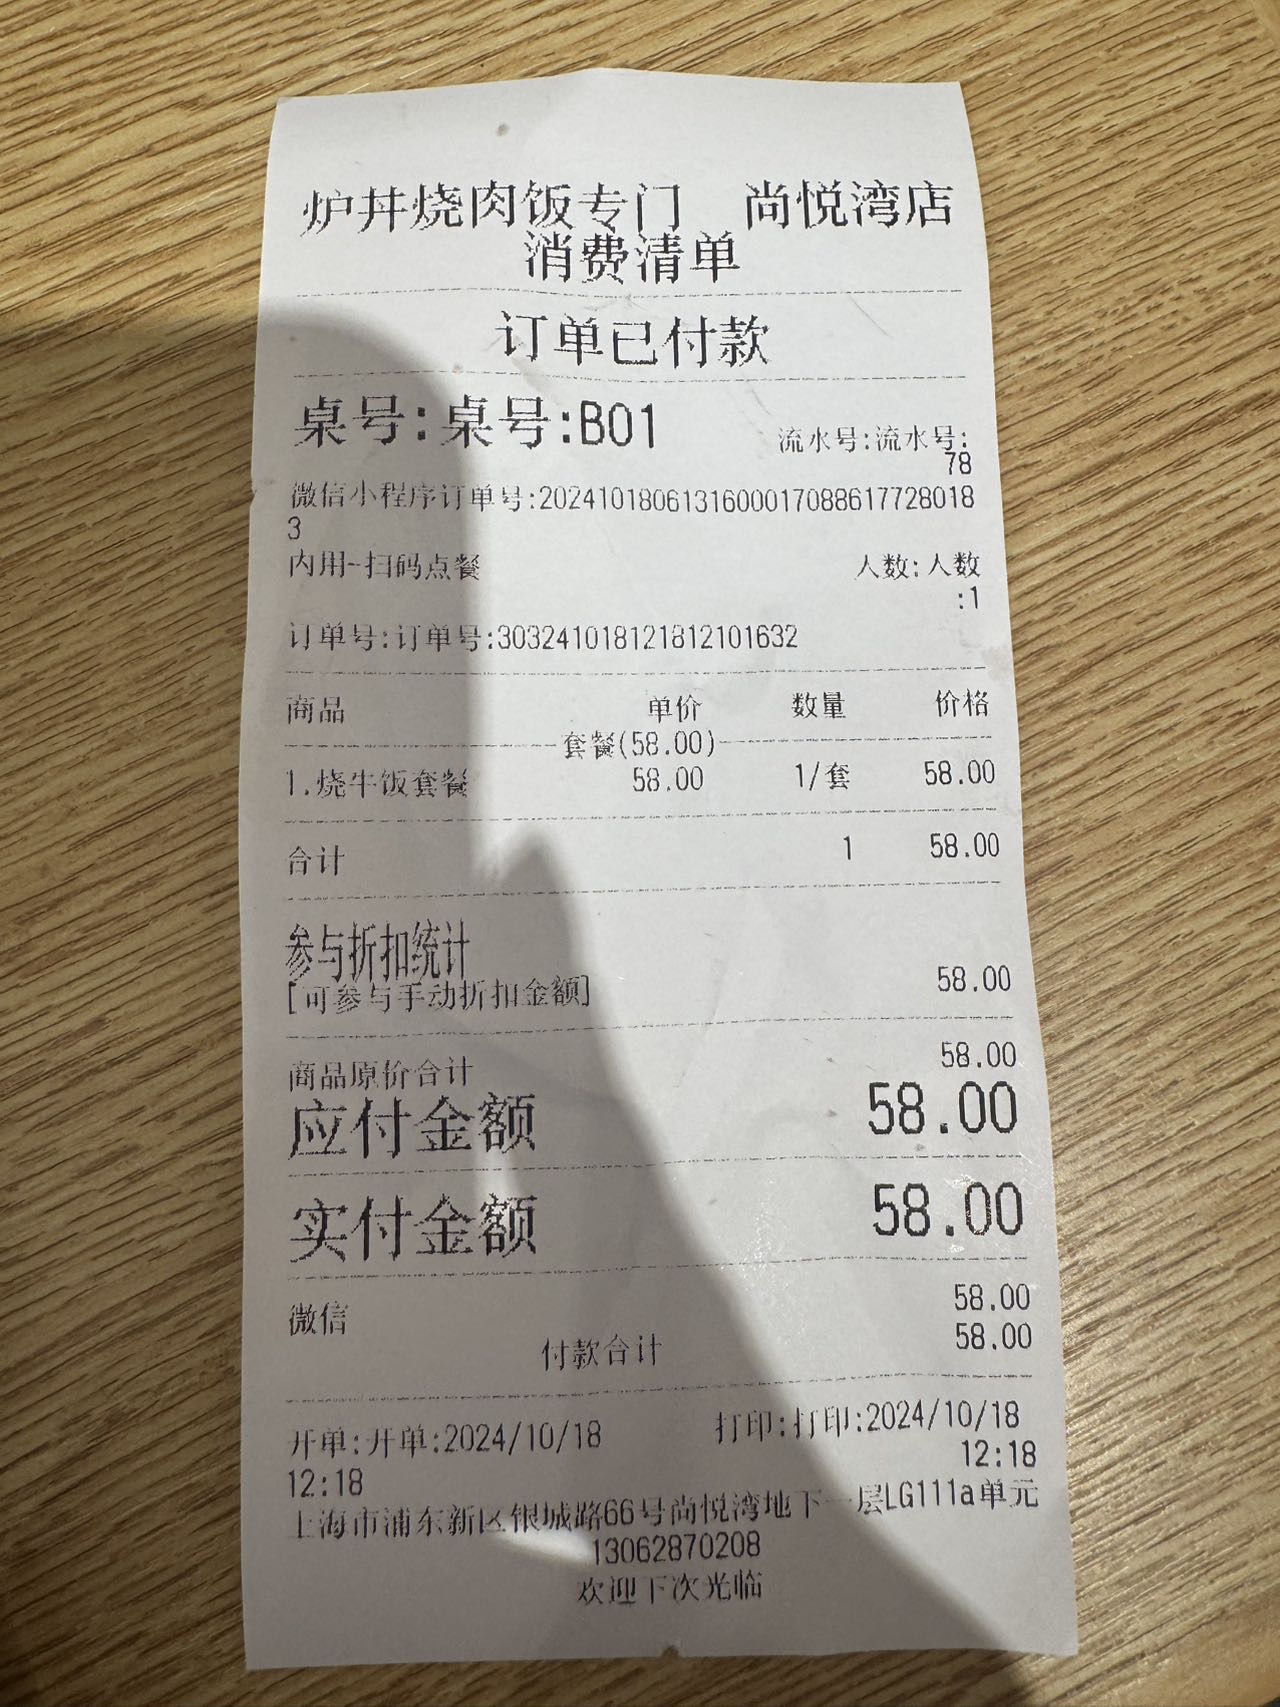 炉丼烧肉饭专门 尚悦湾店
消费清单
订单已付款
桌号:桌号:B01 流水号:流水号:
78
微信小程序订单号:202410180613160001708861772801​8
3
内用-扫码点餐 人数:人数
:1
订单号:订单号:303241018121812101632
商品 单价 数量 价格
套餐(58.00)
1.烧牛饭套餐 58.00 1/套 58.00
合计 1 58.00
参与折扣统计
[可参与手动折扣金额] 58.00
商品原价合计 58.00
应付金额 58.00
实付金额 58.00
微信 58.00
付款合计 58.00
开单:开单:2024/10/18 打印:打印:2024/10/18
12:18 12:18
上海市浦东新区银城路66号尚悦湾地下一层LG111a单元
13062870208
欢迎下次光临